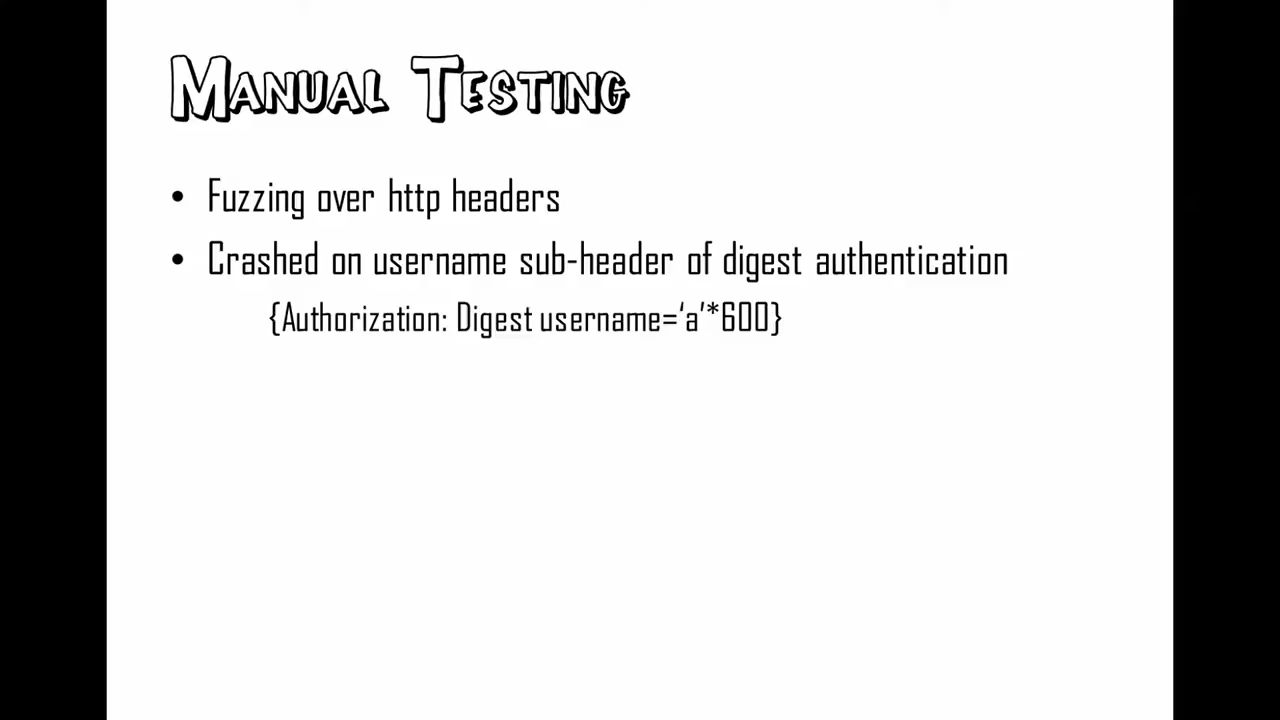 Manual Testing
• Fuzzing over http headers
• Crashed on username sub-header of digest authentication
{Authorization: Digest username=‘a’*600}